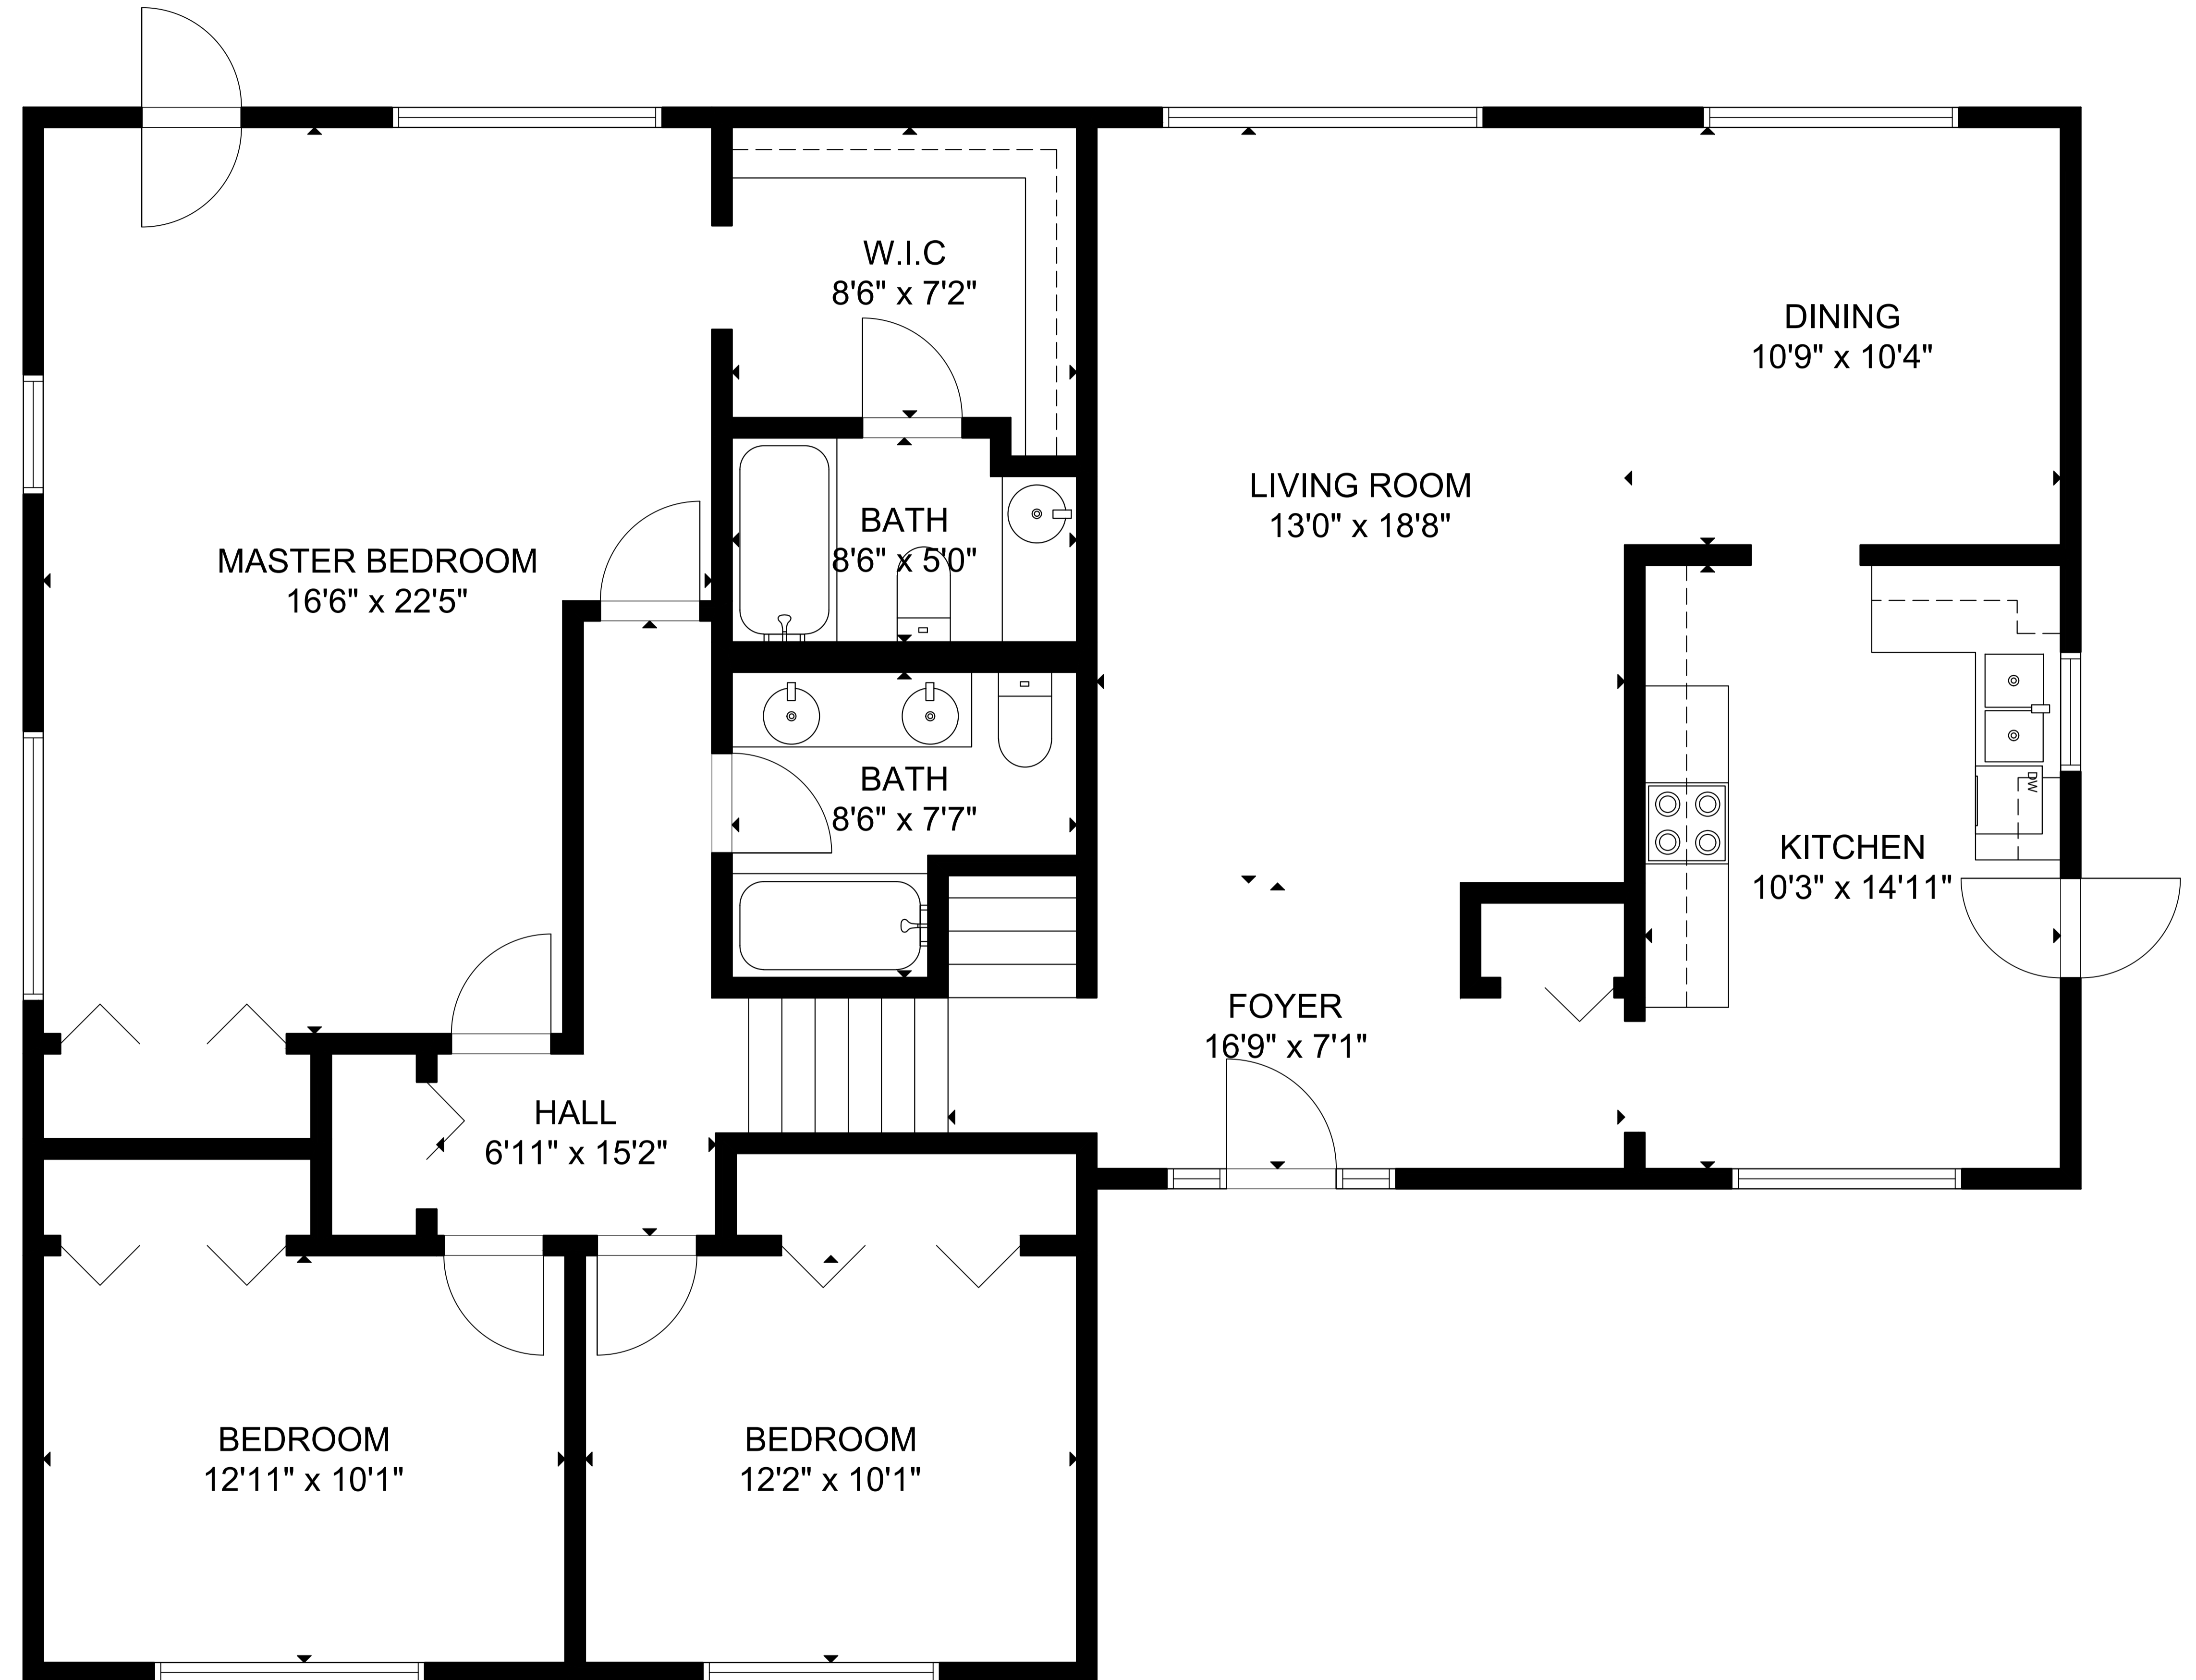 W.I.C
8'6" x 7'2"
DINING
10'9" x 10'4"
LIVING ROOM
13'0" x 18'8"
BATH
8'6" x 5'0"
MASTER BEDROOM
16'6" x 22'5"
BATH
8'6" x 7'7"
DW
KITCHEN
10'3" x 14'11"
FOYER
16'9" x 7'1"
HALL
6'11" x 15'2"
BEDROOM
12'11" x 10'1"
BEDROOM
12'2" x 10'1"